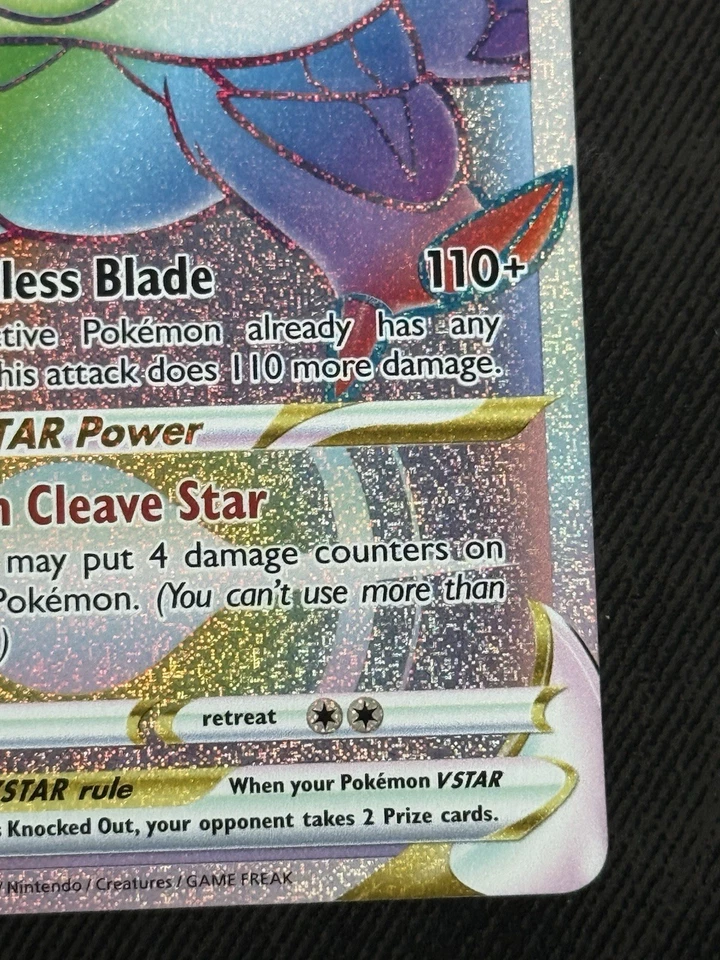 less Blade 110+
tive Pokémon already has any
his attack does 110 more damage.
TAR Power
n Cleave Star
may put 4 damage counters on
Pokémon. (You can't use more than
)
retreat
VSTAR rule When your Pokémon VSTAR
s Knocked Out, your opponent takes 2 Prize cards.
/ Nintendo / Creatures / GAME FREAK